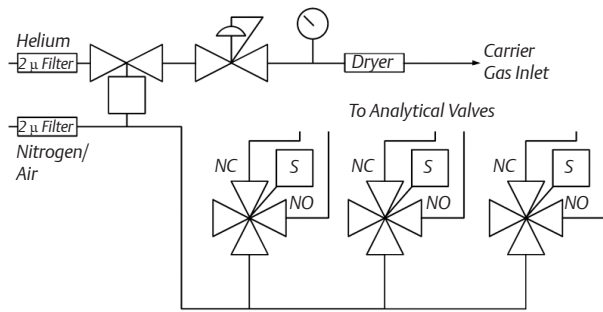 Helium
2 μ Filter
Dryer
Carrier
Gas Inlet
2 μ Filter
Nitrogen/
Air
To Analytical Valves
NC
S
NO
NC
S
NO
NC
S
NO